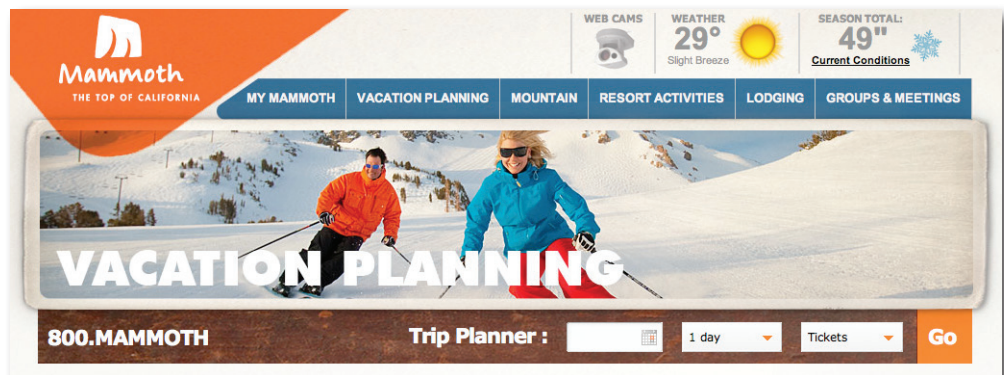 Mammoth
THE TOP OF CALIFORNIA
WEB CAMS
WEATHER
29°
Slight Breeze
SEASON TOTAL:
49"
Current Conditions
MY MAMMOTH
VACATION PLANNING
MOUNTAIN
RESORT ACTIVITIES
LODGING
GROUPS & MEETINGS
VACATION PLANNING
800.MAMMOTH
Trip Planner :
1 day
Tickets
Go